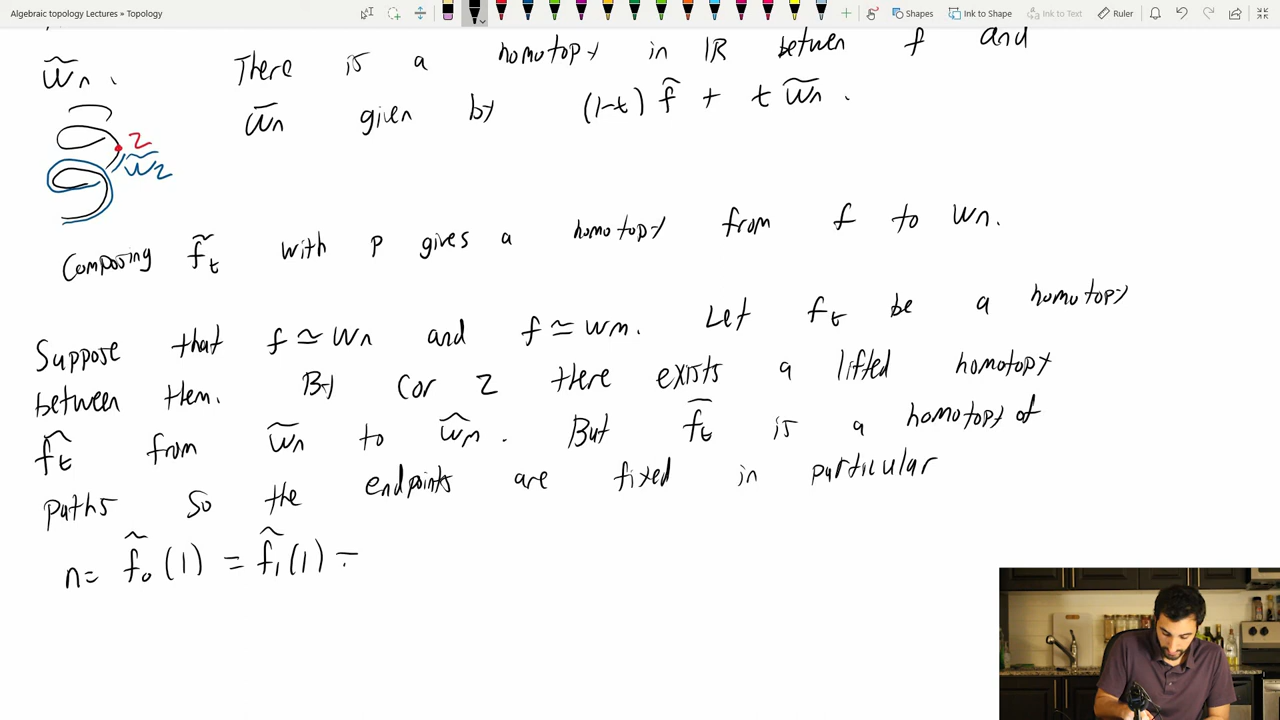 Algebraic topology Lectures » Topology
Shapes Ink to Shape Ink to Text Ruler
w̃n. There is a homotopy in IR between f̃ and
w̃n given by (1-t) f̃ + t w̃n.
2
w̃2
Composing f̃t with p gives a homotopy from f to wn.
Suppose that f ≃ wn and f ≃ wm. Let ft be a homotopy
between them. By Cor 2 there exists a lifted homotopy
f̃t from w̃n to w̃m. But f̃t is a homotopy of
paths so the endpoints are fixed in particular
n = f̃0(1) = f̃1(1) =